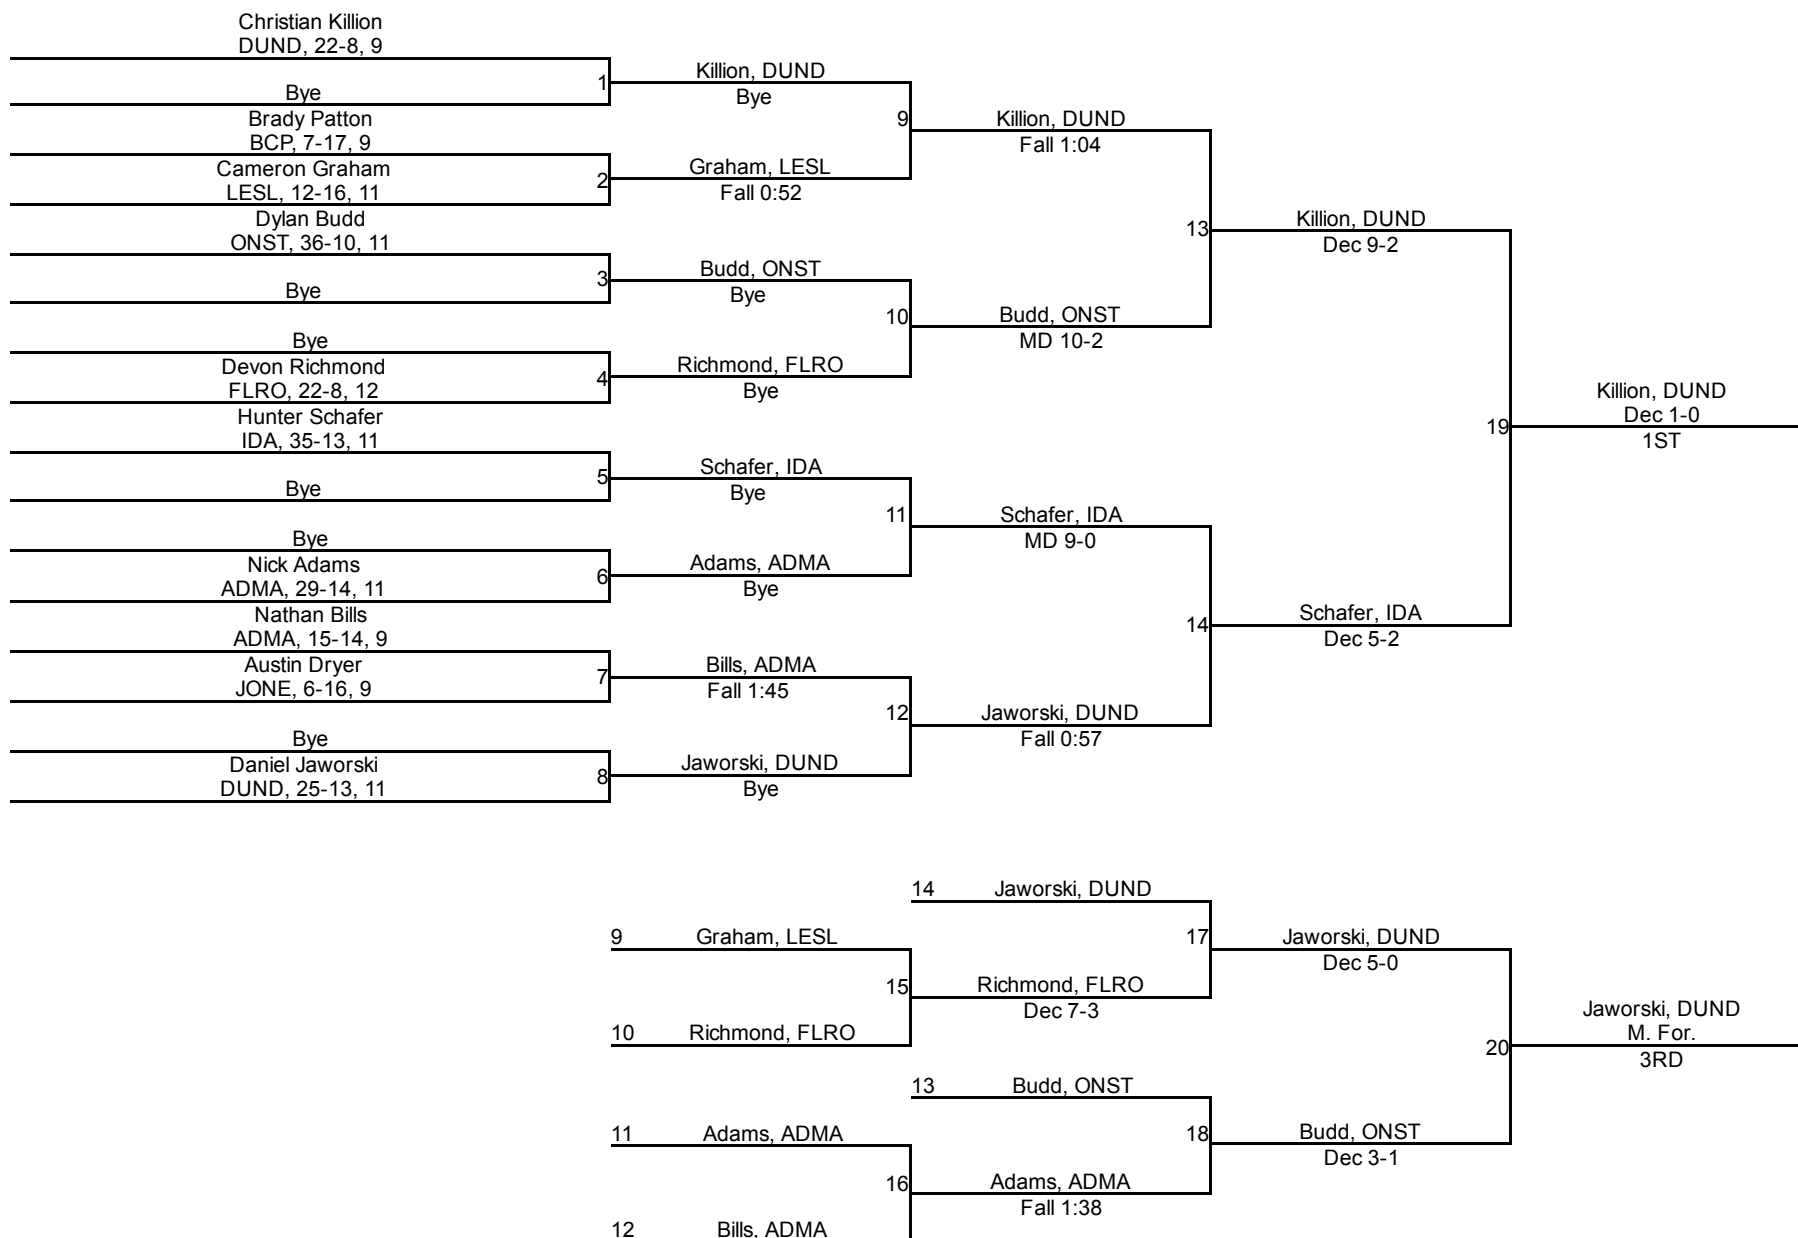 Christian Killion
DUND, 22-8, 9
1
Bye
Brady Patton
BCP, 7-17, 9
2
Cameron Graham
LESL, 12-16, 11
Dylan Budd
ONST, 36-10, 11
3
Bye
Bye
4
Devon Richmond
FLRO, 22-8, 12
Hunter Schafer
IDA, 35-13, 11
5
Bye
Bye
6
Nick Adams
ADMA, 29-14, 11
Nathan Bills
ADMA, 15-14, 9
7
Austin Dryer
JONE, 6-16, 9
Bye
8
Daniel Jaworski
DUND, 25-13, 11
Killion, DUND
Bye
9
Graham, LESL
Fall 0:52
Budd, ONST
Bye
10
Richmond, FLRO
Bye
Schafer, IDA
Bye
11
Adams, ADMA
Bye
Bills, ADMA
Fall 1:45
12
Jaworski, DUND
Bye
Killion, DUND
Fall 1:04
13
Budd, ONST
MD 10-2
Schafer, IDA
MD 9-0
14
Jaworski, DUND
Fall 0:57
Killion, DUND
Dec 9-2
19
Schafer, IDA
Dec 5-2
Killion, DUND
Dec 1-0
1ST
14 Jaworski, DUND
9 Graham, LESL
15
10 Richmond, FLRO
17
Richmond, FLRO
Dec 7-3
13 Budd, ONST
11 Adams, ADMA
16
12 Bills, ADMA
18
Adams, ADMA
Fall 1:38
Jaworski, DUND
Dec 5-0
20
Budd, ONST
Dec 3-1
Jaworski, DUND
M. For.
3RD